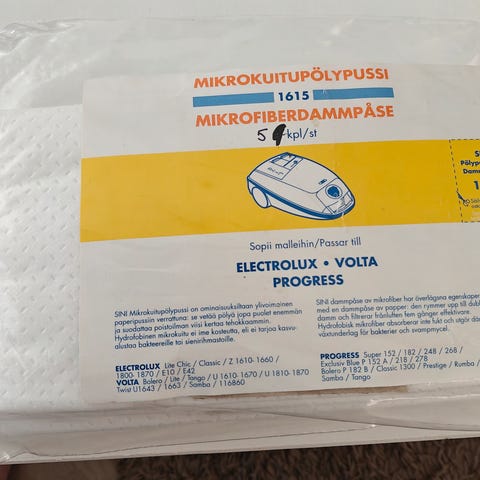 MIKROKUITUPÖLYPUSSI
1615
MIKROFIBERDAMMPÅSE
5 kpl/st
Sopii malleihin/Passar till
ELECTROLUX • VOLTA
PROGRESS
SINI Mikrokuitupölypussi on ominaisuuksiltaan ylivoimainen
paperipussiin verrattuna: se vetää pölyä jopa puolet enemmän
ja suodattaa poistoilman viisi kertaa tehokkaammin.
Hydrofobinen mikrokuitu ei ime kosteutta, eli ei tarjoa kasvu-
alustaa bakteereille tai sienirihmastoille.
SINI dammpåse av mikrofiber har överlägsna egenskaper
med en dammpåse av papper: den rymmer upp till dubb
damm och filtrerar frånluften fem gånger effektivare.
Hydrofobisk mikrofiber absorberar inte fukt och utgör dä
växtunderlag för bakterier och svampmycel.
ELECTROLUX Lite Chic / Classic / Z 1610-1660 /
1800-1870 / E10 / E42
VOLTA Bolero / Lite / Tango / U 1610-1670 / U 1810-1870
Twist U1643 / 1663 / Samba / 116860
PROGRESS Super 152 / 182 / 248 / 268 /
Exclusiv Blue P 152 A / 218 / 278
Bolero P 182 B / Classic 1300 / Prestige / Rumba /
Samba / Tango